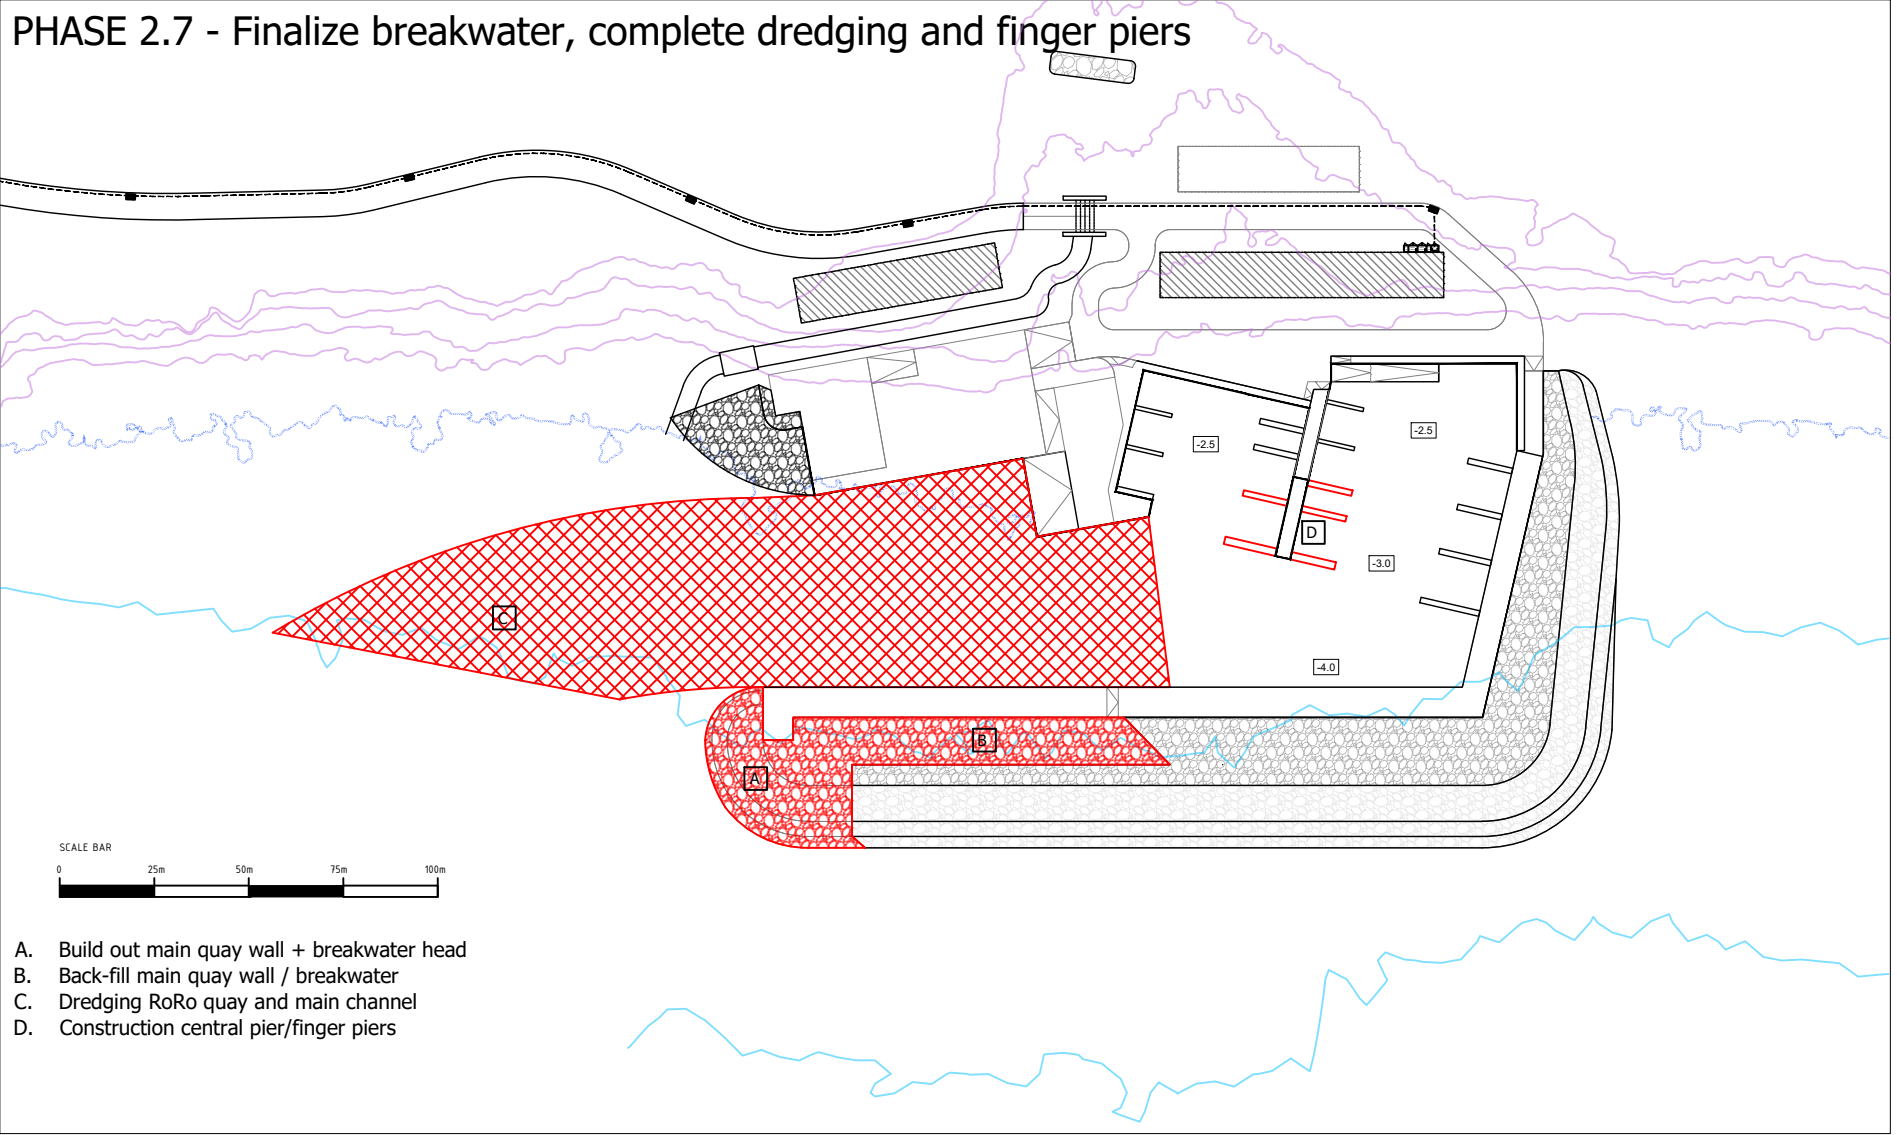 PHASE 2.7 - Finalize breakwater, complete dredging and finger piers
-2.5
-2.5
D
-3.0
C
-4.0
B
A
SCALE BAR
0 25m 50m 75m 100m
A. Build out main quay wall + breakwater head
B. Back-fill main quay wall / breakwater
C. Dredging RoRo quay and main channel
D. Construction central pier/finger piers